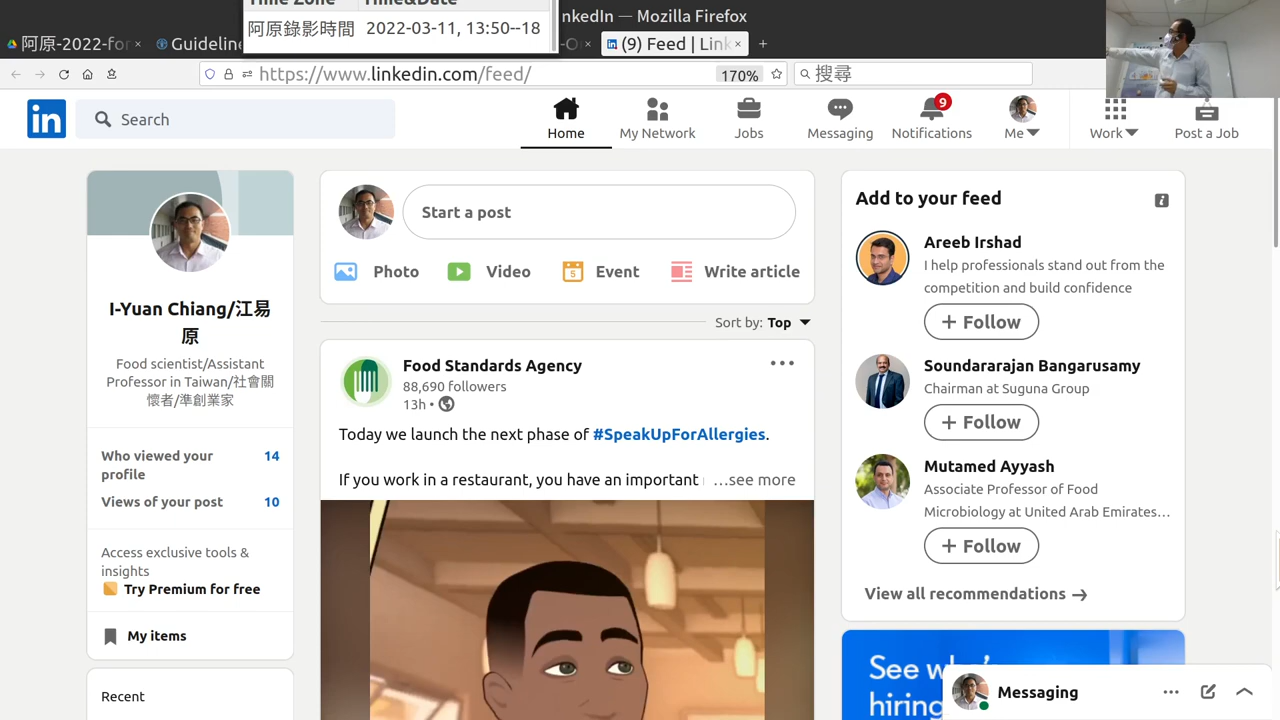 Time Zone Time&Date
阿原錄影時間 2022-03-11, 13:50--18
nkedIn — Mozilla Firefox
阿原-2022-for
Guideline
(9) Feed | Link
https://www.linkedin.com/feed/
170%
搜尋
in
Search
Home
My Network
Jobs
Messaging
9
Notifications
Me
Work
Post a Job
I-Yuan Chiang/江易
原
Food scientist/Assistant
Professor in Taiwan/社會關
懷者/準創業家
Who viewed your
profile 14
Views of your post 10
Access exclusive tools &
insights
Try Premium for free
My items
Recent
Start a post
Photo
Video
Event
Write article
Sort by: Top
Food Standards Agency
88,690 followers
13h •
Today we launch the next phase of #SpeakUpForAllergies.
If you work in a restaurant, you have an important …see more
Add to your feed
Areeb Irshad
I help professionals stand out from the
competition and build confidence
+ Follow
Soundararajan Bangarusamy
Chairman at Suguna Group
+ Follow
Mutamed Ayyash
Associate Professor of Food
Microbiology at United Arab Emirates…
+ Follow
View all recommendations →
See who's
hiring
Messaging